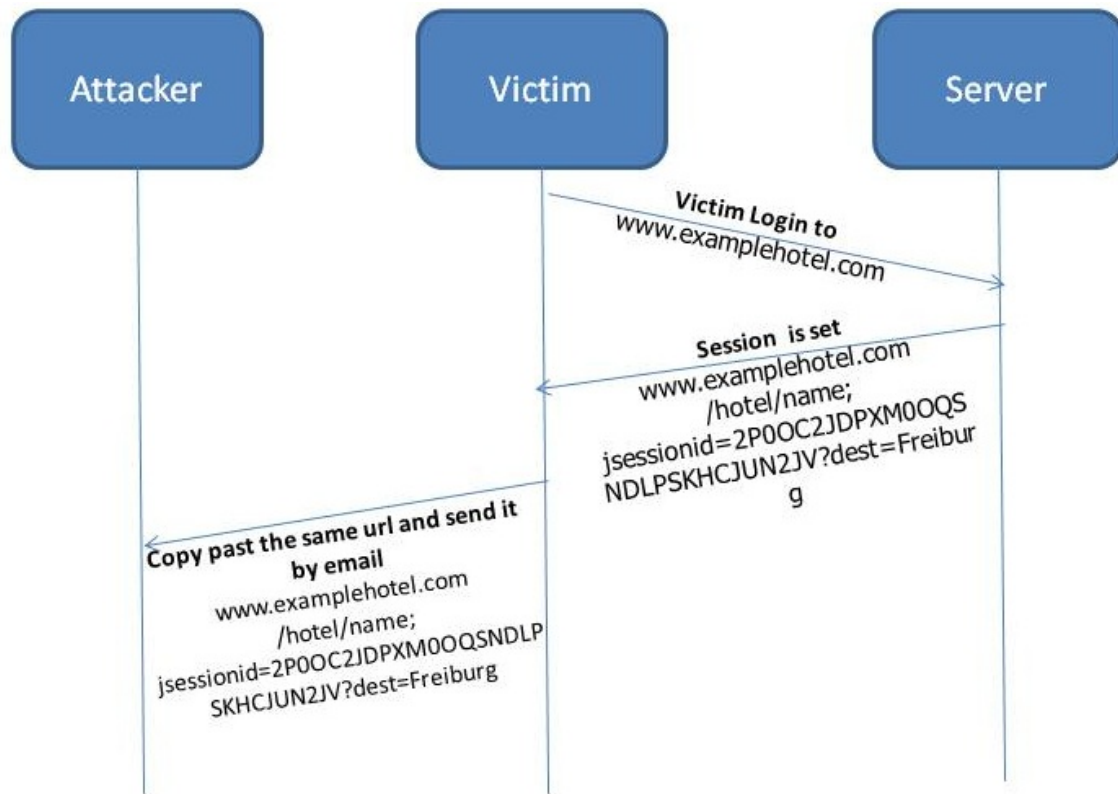 Attacker
Victim
Server
Victim Login to
www.examplehotel.com
Session is set
www.examplehotel.com
/hotel/name;
jsessionid=2P0OC2JDPXM0OQS
NDLPSKHCJUN2JV?dest=Freibur
g
Copy past the same url and send it
by email
www.examplehotel.com
/hotel/name;
jsessionid=2P0OC2JDPXM0OQSNDLP
SKHCJUN2JV?dest=Freiburg